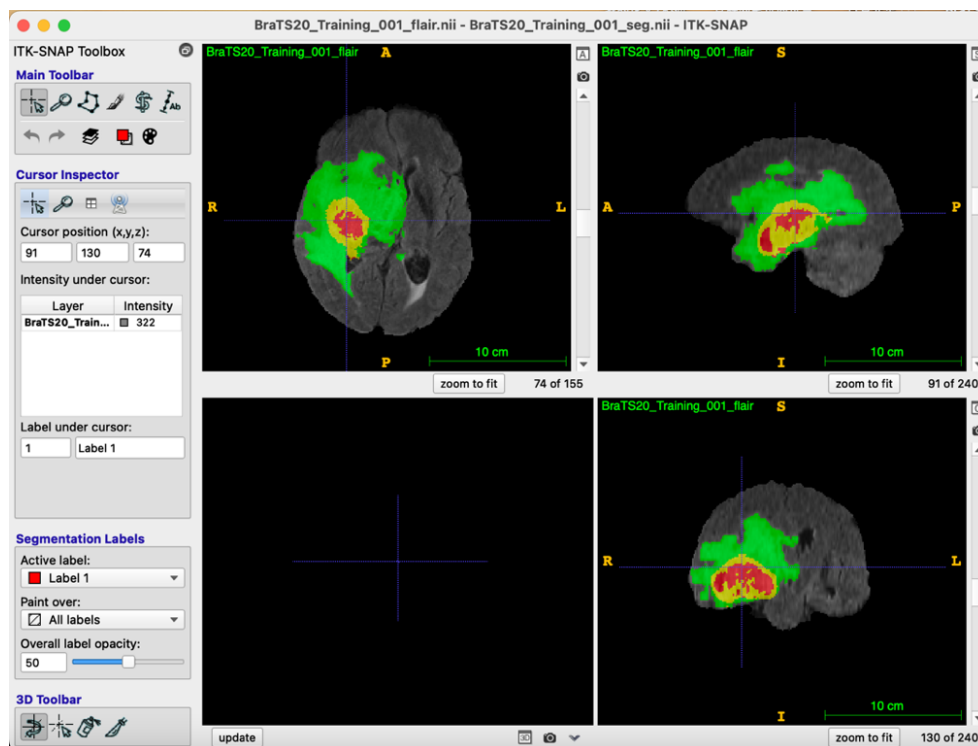 BraTS20_Training_001_flair.nii - BraTS20_Training_001_seg.nii - ITK-SNAP
ITK-SNAP Toolbox
Main Toolbar
Ab
Cursor Inspector
Cursor position (x,y,z):
91 130 74
Intensity under cursor:
Layer Intensity
BraTS20_Train... 322
Label under cursor:
1 Label 1
Segmentation Labels
Active label:
Label 1
Paint over:
All labels
Overall label opacity:
50
3D Toolbar
BraTS20_Training_001_flair
A
R
L
P
10 cm
A
zoom to fit 74 of 155
BraTS20_Training_001_flair
S
A
P
I
10 cm
zoom to fit 91 of 240
update
3D
BraTS20_Training_001_flair
S
R
L
I
10 cm
zoom to fit 130 of 240